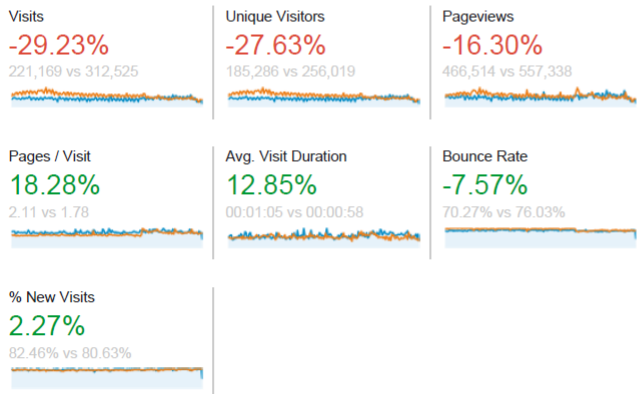 Visits
-29.23%
221,169 vs 312,525
Unique Visitors
-27.63%
185,286 vs 256,019
Pageviews
-16.30%
466,514 vs 557,338
Pages / Visit
18.28%
2.11 vs 1.78
Avg. Visit Duration
12.85%
00:01:05 vs 00:00:58
Bounce Rate
-7.57%
70.27% vs 76.03%
% New Visits
2.27%
82.46% vs 80.63%